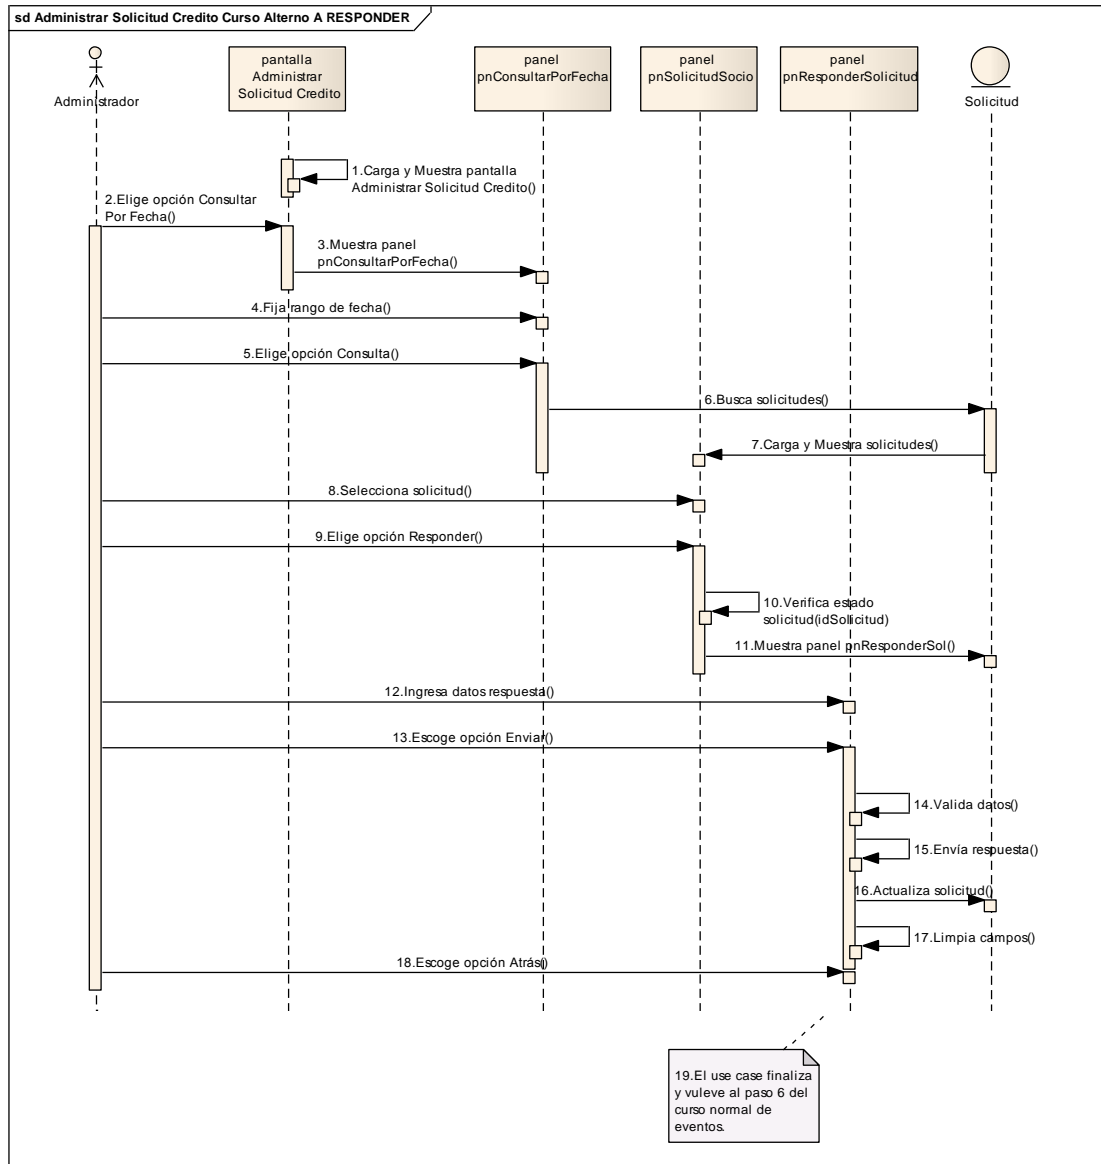 sd Administrar Solicitud Credito Curso Alterno A RESPONDER
Administrador
pantalla
Administrar
Solicitud Credito
panel
pnConsultarPorFecha
panel
pnSolicitudSocio
panel
pnResponderSolicitud
Solicitud
1.Carga y Muestra pantalla
Administrar Solicitud Credito()
2.Elige opción Consultar
Por Fecha()
3.Muestra panel
pnConsultarPorFecha()
4.Fija rango de fecha()
5.Elige opción Consulta()
6.Busca solicitudes()
7.Carga y Muestra solicitudes()
8.Selecciona solicitud()
9.Elige opción Responder()
10.Verifica estado
solicitud(idSolicitud)
11.Muestra panel pnResponderSol()
12.Ingresa datos respuesta()
13.Escoge opción Enviar()
14.Valida datos()
15.Envía respuesta()
16.Actualiza solicitud()
17.Limpia campos()
18.Escoge opción Atrás()
19.El use case finaliza
y vuleve al paso 6 del
curso normal de
eventos.